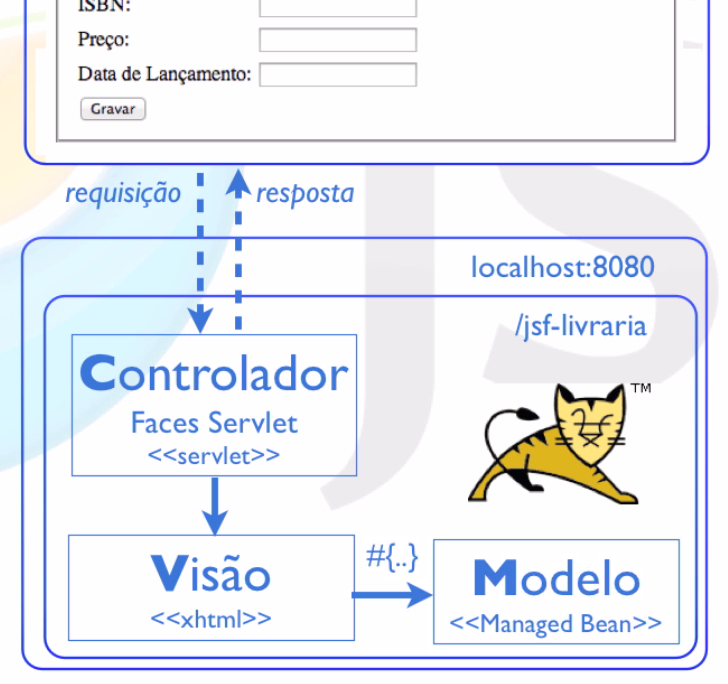 ISBN:
Preço:
Data de Lançamento:
Gravar
requisição
resposta
localhost:8080
/jsf-livraria
Controlador
Faces Servlet
<<servlet>>
TM
Visão
<<xhtml>>
#{..}
Modelo
<<Managed Bean>>